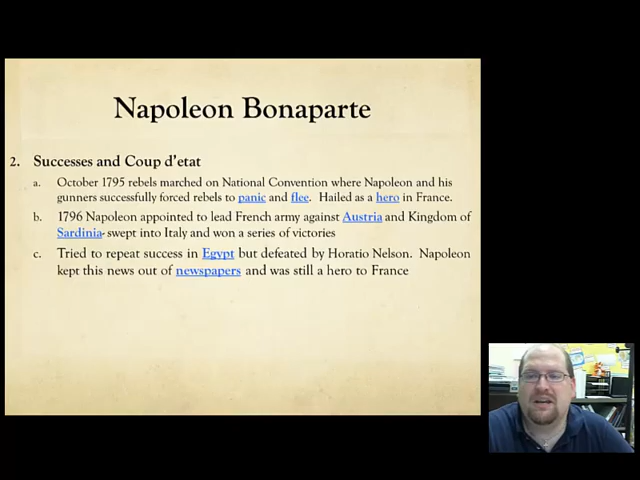 Napoleon Bonaparte
2. Successes and Coup d'etat
a. October 1795 rebels marched on National Convention where Napoleon and his
gunners successfully forced rebels to panic and flee. Hailed as a hero in France.
b. 1796 Napoleon appointed to lead French army against Austria and Kingdom of
Sardinia- swept into Italy and won a series of victories
c. Tried to repeat success in Egypt but defeated by Horatio Nelson. Napoleon
kept this news out of newspapers and was still a hero to France